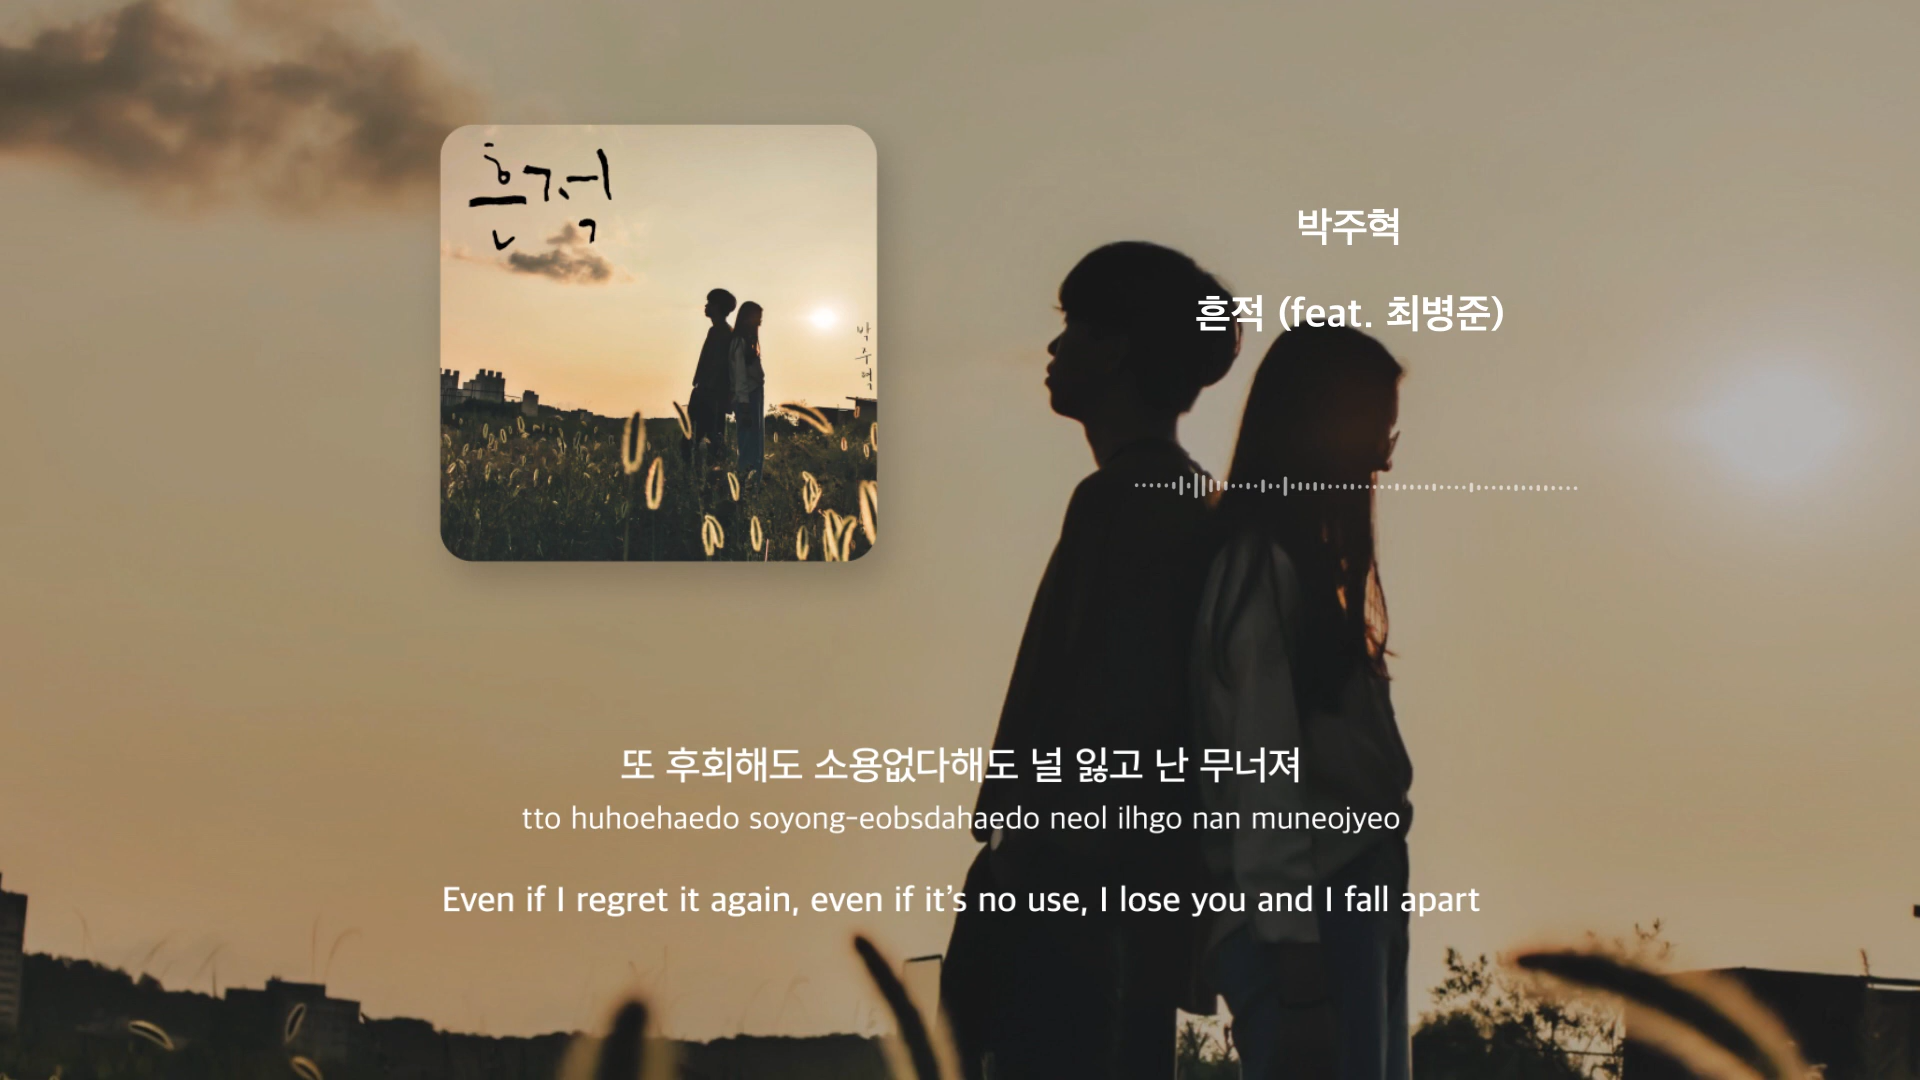 흔적
박주혁
박주혁
흔적 (feat. 최병준)
또 후회해도 소용없다해도 널 잃고 난 무너져
tto huhoehaedo soyong-eobsdahaedo neol ilhgo nan muneojyeo
Even if I regret it again, even if it’s no use, I lose you and I fall apart